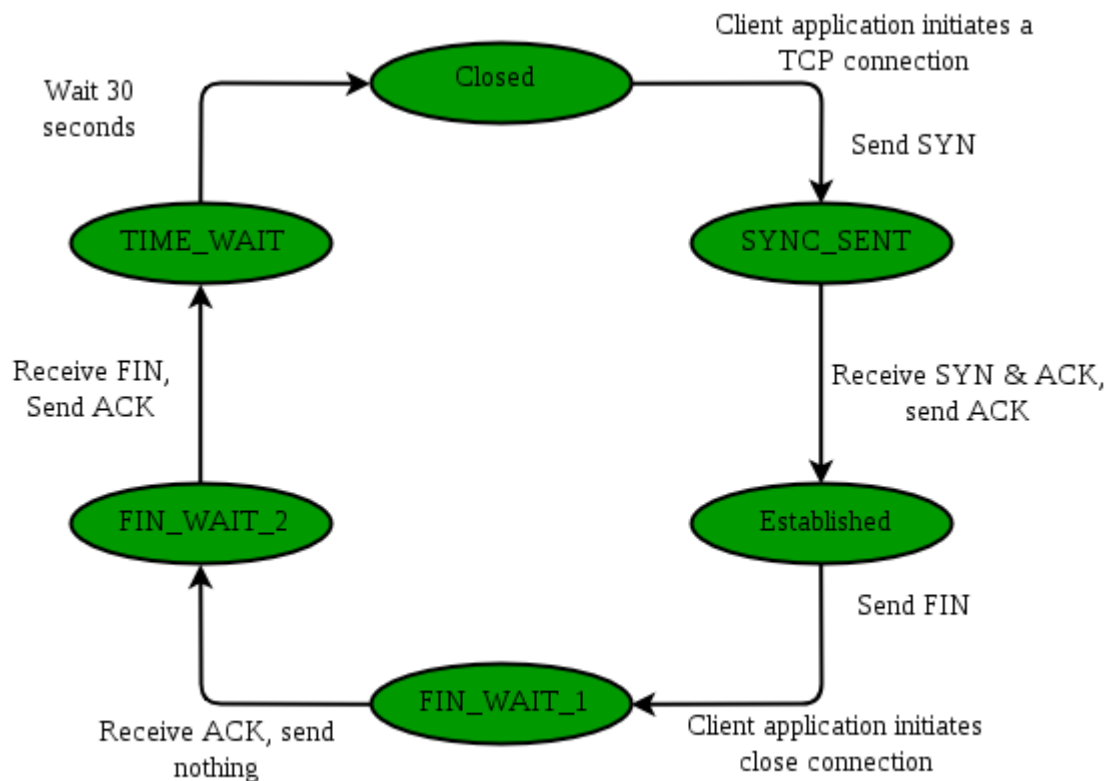 Closed
Client application initiates a
TCP connection
Send SYN
SYNC_SENT
Receive SYN & ACK,
send ACK
Established
Send FIN
Client application initiates
close connection
FIN_WAIT_1
Receive ACK, send
nothing
FIN_WAIT_2
Receive FIN,
Send ACK
TIME_WAIT
Wait 30
seconds